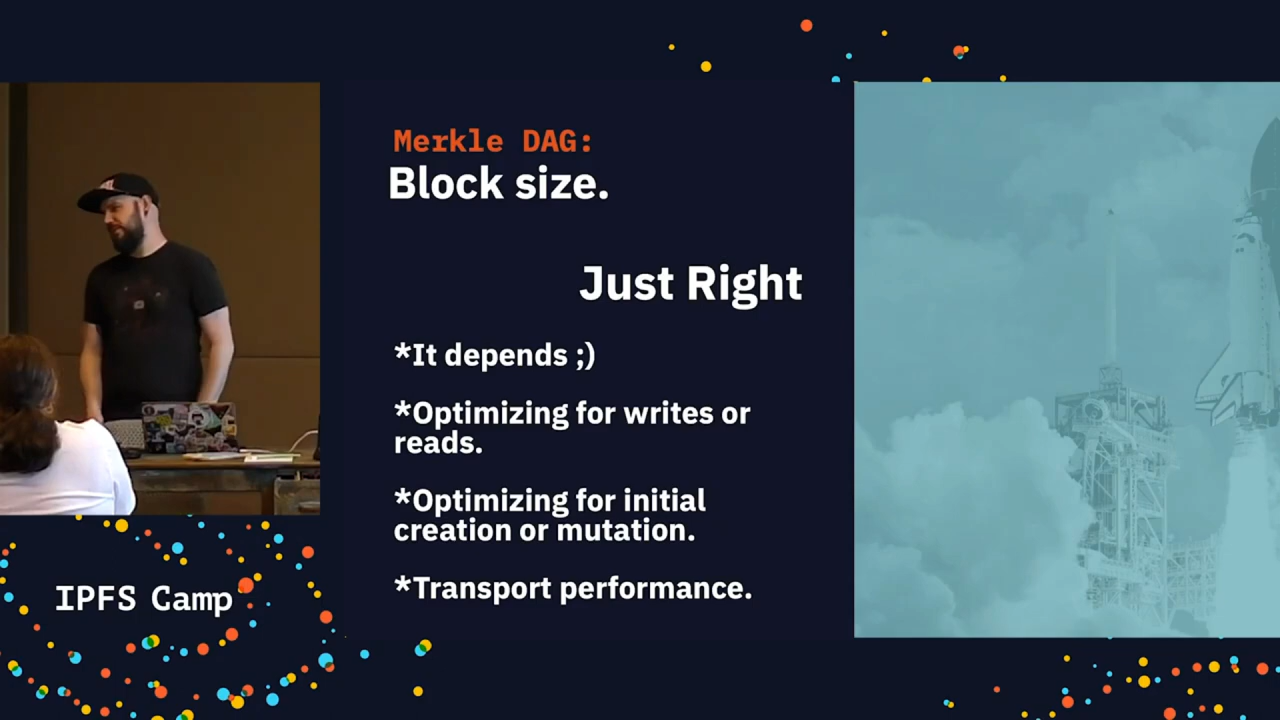 Merkle DAG:
Block size.
Just Right
*It depends ;)
*Optimizing for writes or
reads.
*Optimizing for initial
creation or mutation.
*Transport performance.
IPFS Camp